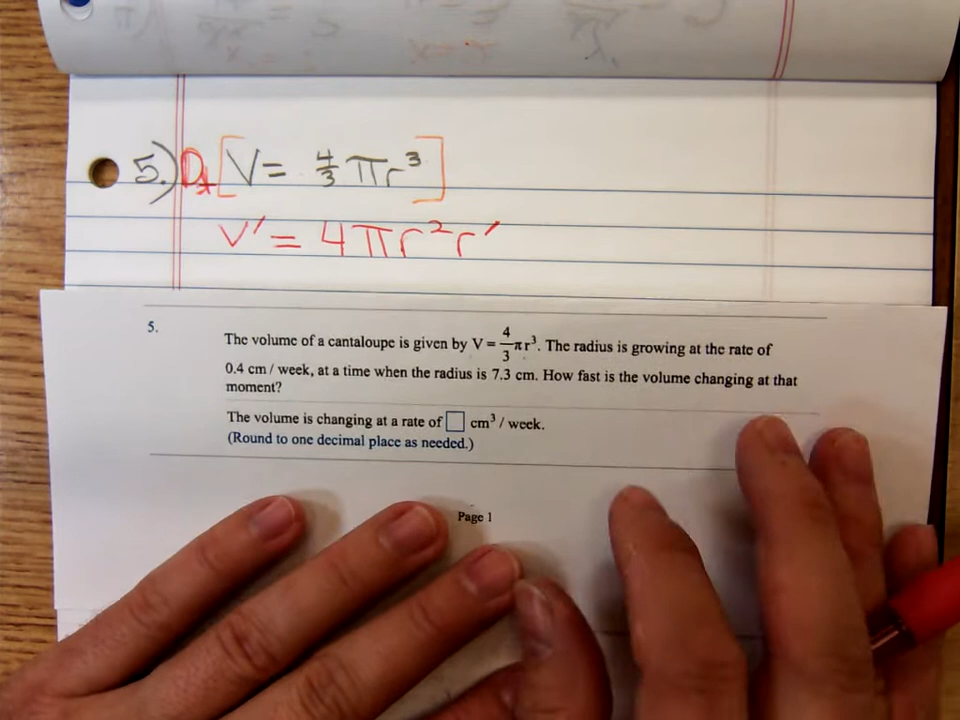 5.) Dt [V = 4/3 πr³]
V' = 4πr²r'
5.
The volume of a cantaloupe is given by V = 4/3 πr³. The radius is growing at the rate of
0.4 cm / week, at a time when the radius is 7.3 cm. How fast is the volume changing at that
moment?
The volume is changing at a rate of □ cm³ / week.
(Round to one decimal place as needed.)
Page 1